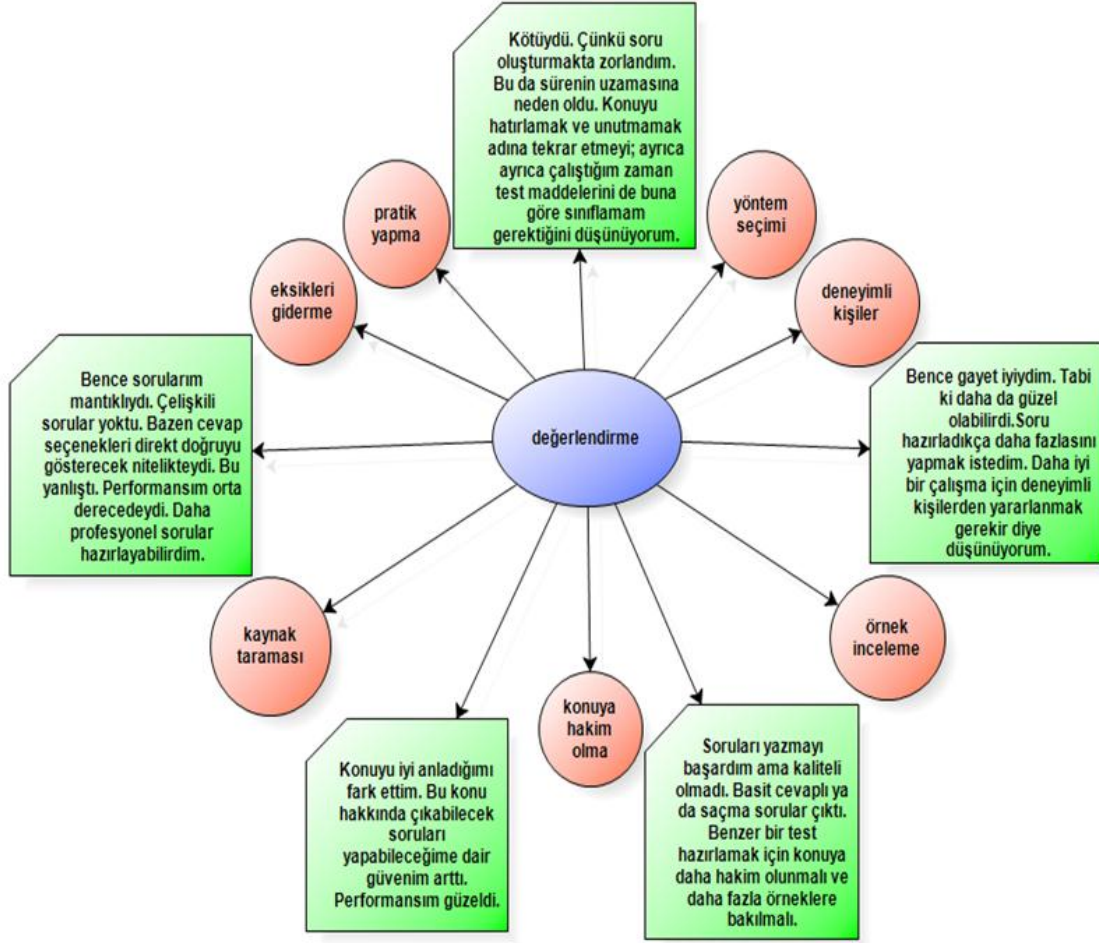 Kötüydü. Çünkü soru
oluşturmakta zorlandım.
Bu da sürenin uzamasına
neden oldu. Konuyu
hatırlamak ve unutmamak
adına tekrar etmeyi; ayrıca
ayrıca çalıştığım zaman
test maddelerini de buna
göre sınıflamam
gerektiğini düşünüyorum.
pratik
yapma
yöntem
seçimi
eksikleri
giderme
deneyimli
kişiler
Bence sorularım
mantıklıydı. Çelişkili
sorular yoktu. Bazen cevap
seçenekleri direkt doğruyu
gösterecek nitelikteydi. Bu
yanlıştı. Performansım orta
derecedeydi. Daha
profesyonel sorular
hazırlayabilirdim.
değerlendirme
Bence gayet iyiydim. Tabi
ki daha da güzel
olabilirdi.Soru
hazırladıkça daha fazlasını
yapmak istedim. Daha iyi
bir çalışma için deneyimli
kişilerden yararlanmak
gerekir diye
düşünüyorum.
kaynak
taraması
örnek
inceleme
konuya
hakim
olma
Konuyu iyi anladığımı
fark ettim. Bu konu
hakkında çıkabilecek
soruları
yapabileceğime dair
güvenim arttı.
Performansım güzeldi.
Soruları yazmayı
başardım ama kaliteli
olmadı. Basit cevaplı ya
da saçma sorular çıktı.
Benzer bir test
hazırlamak için konuya
daha hakim olunmalı ve
daha fazla örneklere
bakılmalı.